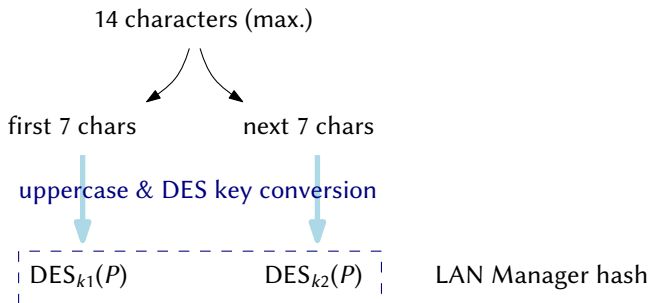 14 characters (max.)
first 7 chars next 7 chars
uppercase & DES key conversion
DESk1(P) DESk2(P) LAN Manager hash